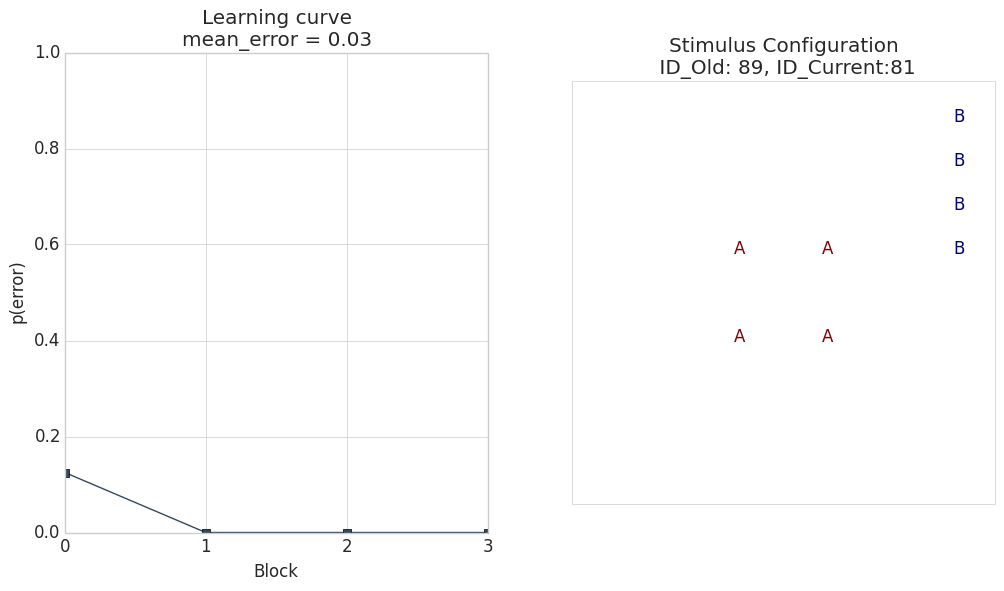 Learning curve
mean_error = 0.03
1.0
0.8
0.6
0.4
0.2
0.0
p(error)
0 1 2 3
Block
Stimulus Configuration
ID_Old: 89, ID_Current:81
B
B
B
A A B
A A